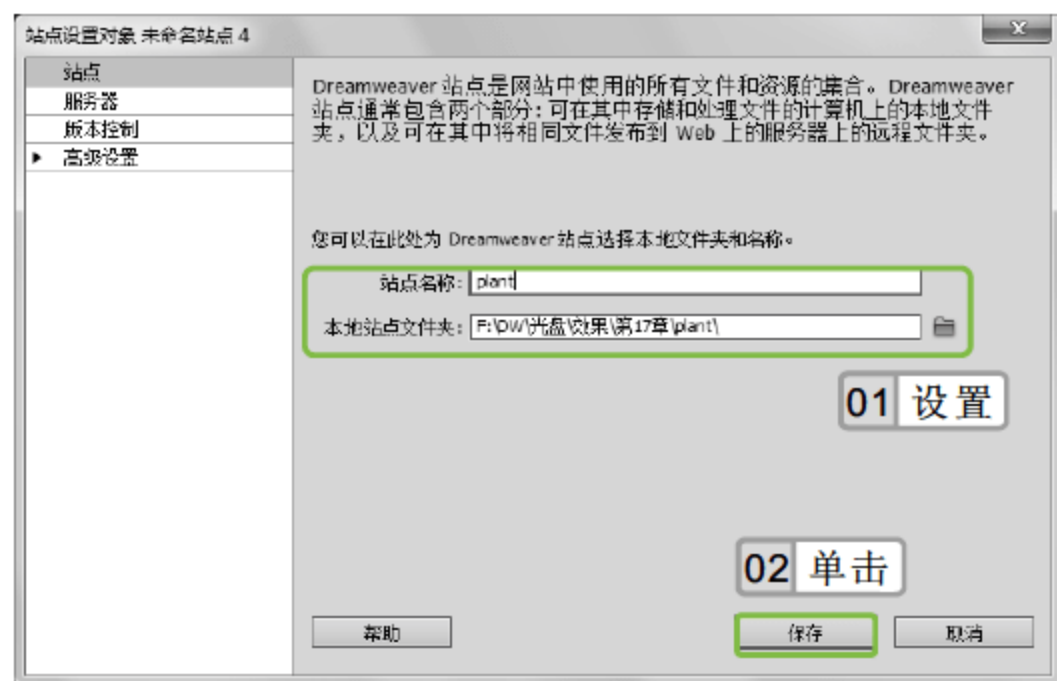 站点设置对象 未命名站点 4
x
站点
服务器
版本控制
高级设置
Dreamweaver 站点是网站中使用的所有文件和资源的集合。Dreamweaver
站点通常包含两个部分：可在其中存储和处理文件的计算机上的本地文件
夹，以及可在其中将相同文件发布到 Web 上的服务器上的远程文件夹。
您可以在此处为 Dreamweaver 站点选择本地文件夹和名称。
站点名称： plant
本地站点文件夹： F:\DW\光盘\效果\第17章\plant\
01 设置
02 单击
帮助 保存 取消